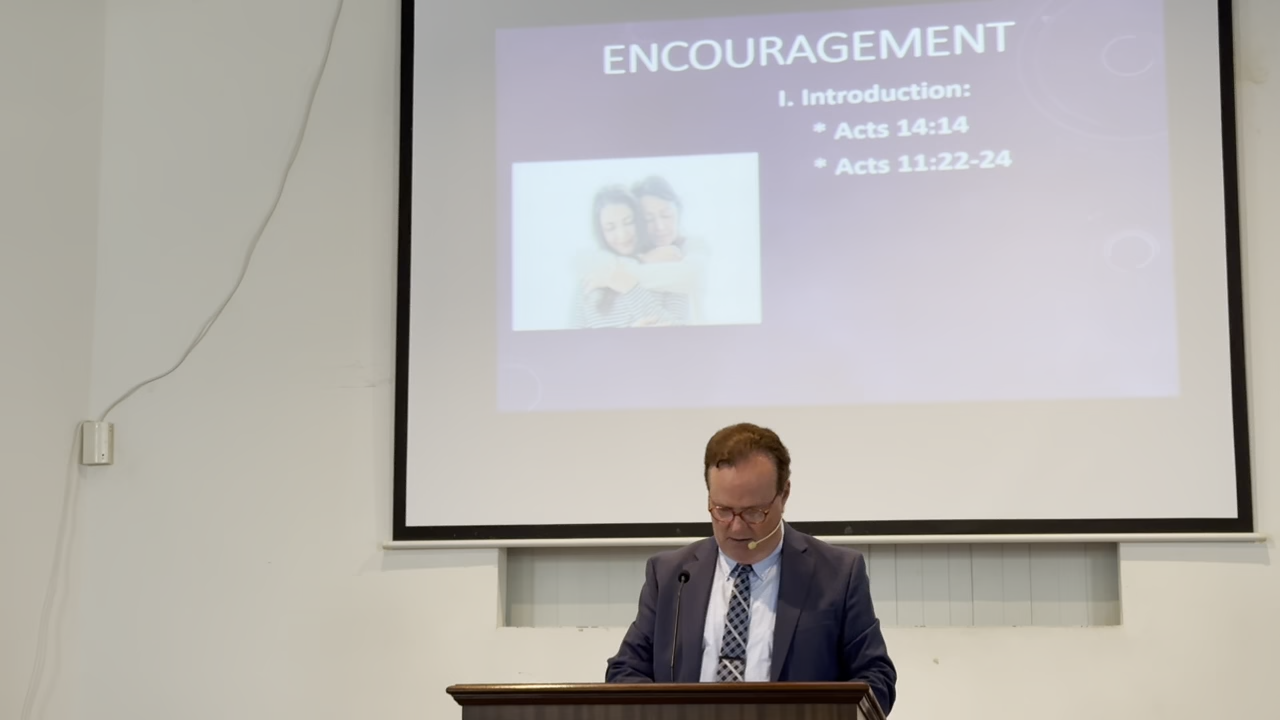 ENCOURAGEMENT
I. Introduction:
* Acts 14:14
* Acts 11:22-24